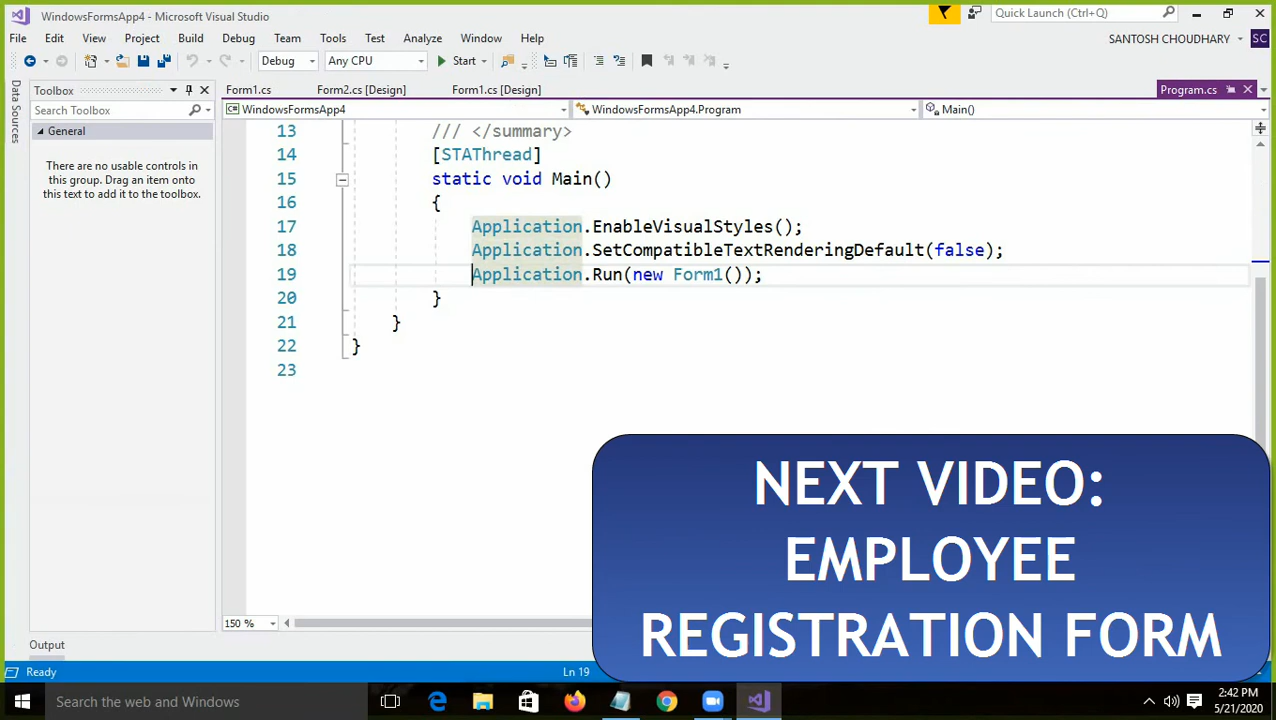 WindowsFormsApp4 - Microsoft Visual Studio
Quick Launch (Ctrl+Q)
File Edit View Project Build Debug Team Tools Test Analyze Window Help
SANTOSH CHOUDHARY
SC
Debug
Any CPU
Start
Data Sources
Toolbox
Search Toolbox
General
There are no usable controls in
this group. Drag an item onto
this text to add it to the toolbox.
Form1.cs
Form2.cs [Design]
Form1.cs [Design]
Program.cs
WindowsFormsApp4
WindowsFormsApp4.Program
Main()
13 /// </summary>
14 [STAThread]
15 static void Main()
16 {
17 Application.EnableVisualStyles();
18 Application.SetCompatibleTextRenderingDefault(false);
19 Application.Run(new Form1());
20 }
21 }
22 }
23
150 %
NEXT VIDEO:
EMPLOYEE
REGISTRATION FORM
Output
Ready
Ln 19
Search the web and Windows
2:42 PM
5/21/2020